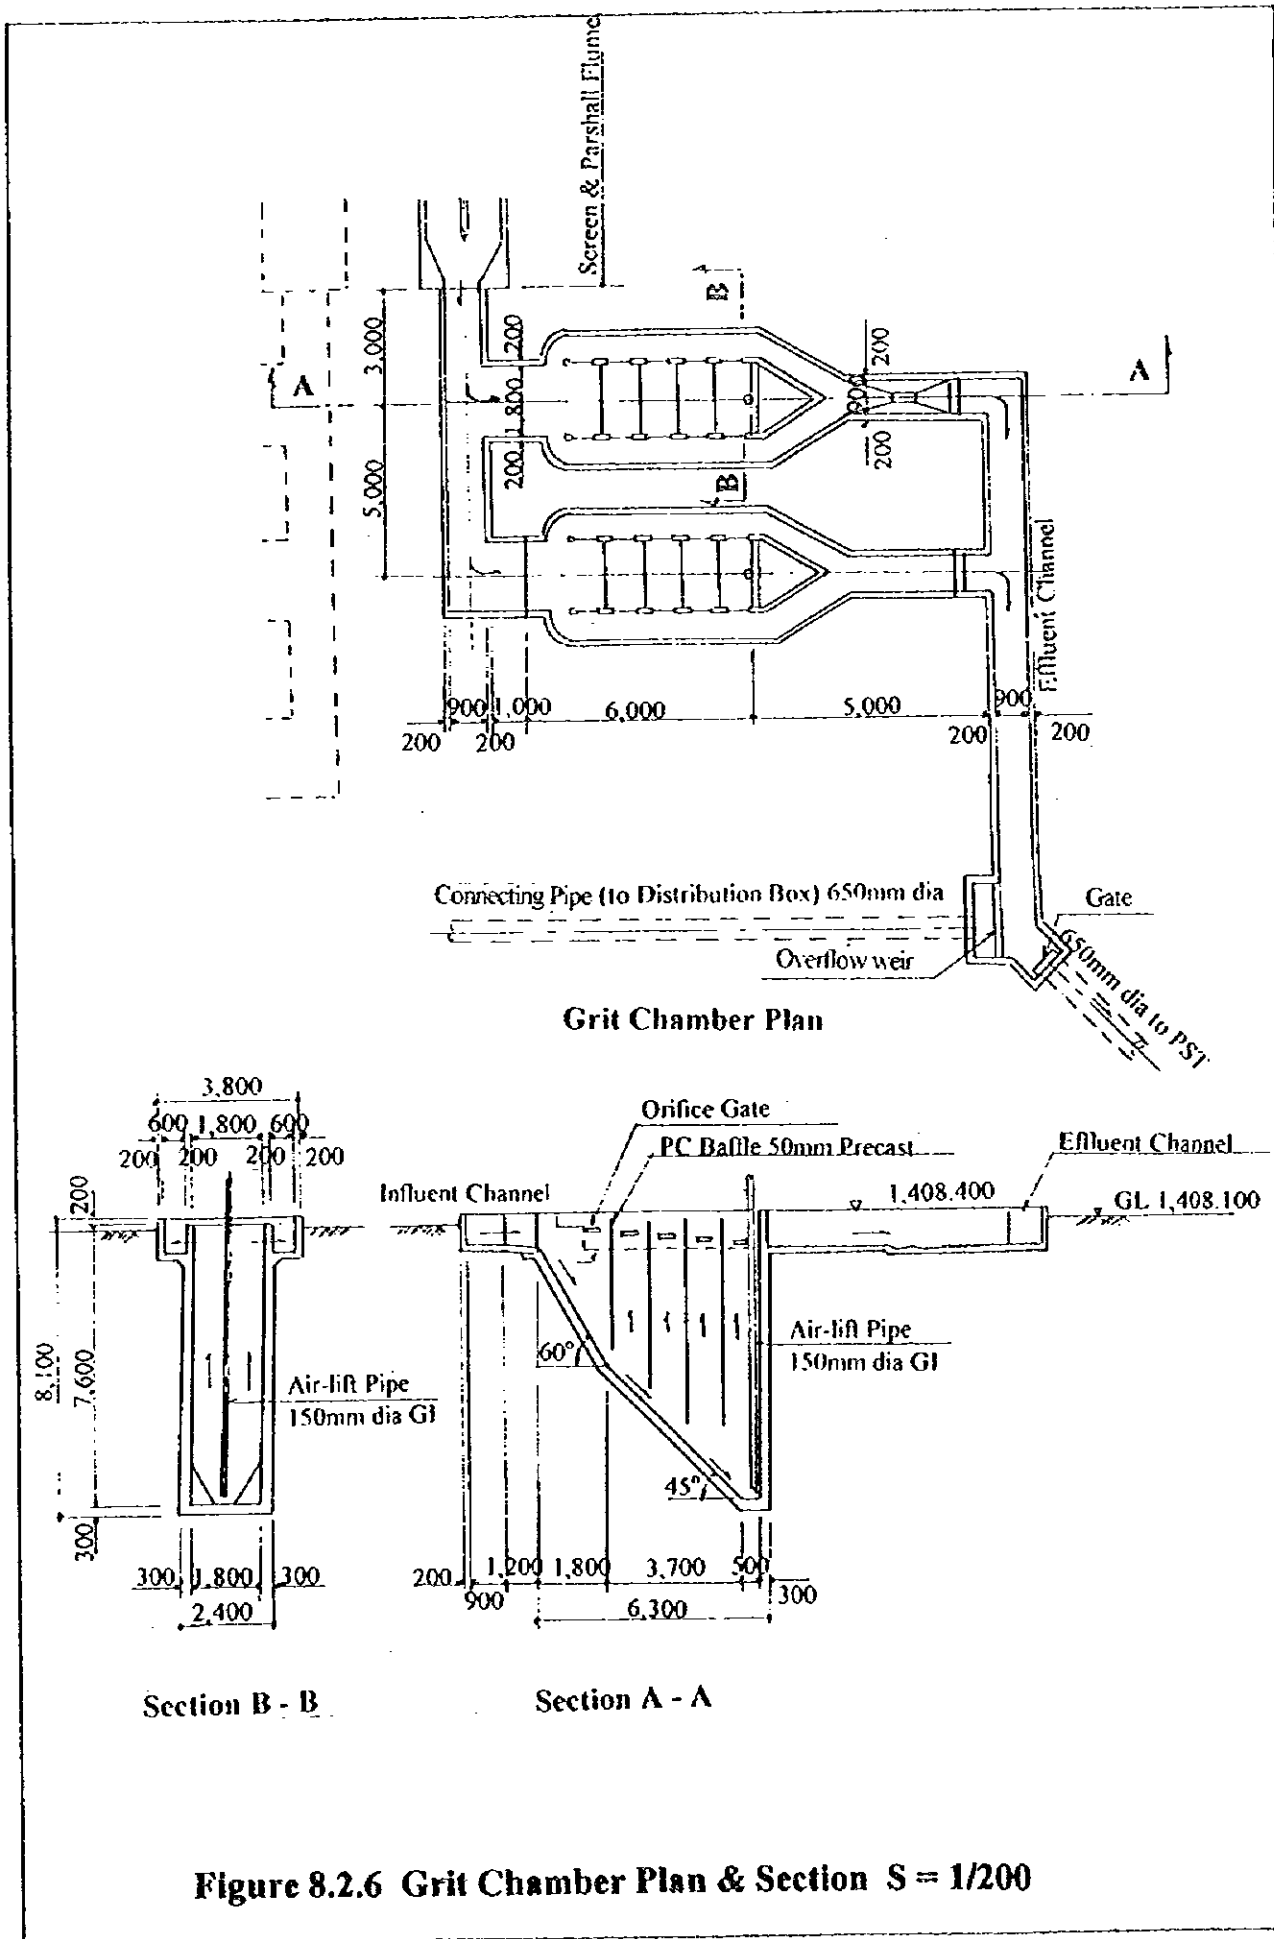 Screen & Parshall Flume
B
3,000
200
200
A
A
1,800
900
200
200
5,000
B
Effluent Channel
900
1,000
6,000
5,000
900
200
200
200
200
Connecting Pipe (to Distribution Box) 650mm dia
Gate
Overflow weir
650mm dia to PST
Grit Chamber Plan
3,800
600
1,800
600
200
200
200
200
200
8,100
7,600
300
Air-lift Pipe
150mm dia GI
300
1,800
300
2,400
Section B - B
Orifice Gate
PC Baffle 50mm Precast
Effluent Channel
Influent Channel
1,408.400
GL 1,408.100
60°
Air-lift Pipe
150mm dia GI
45°
200
1,200
1,800
3,700
500
900
300
6,300
Section A - A
Figure 8.2.6 Grit Chamber Plan & Section S = 1/200